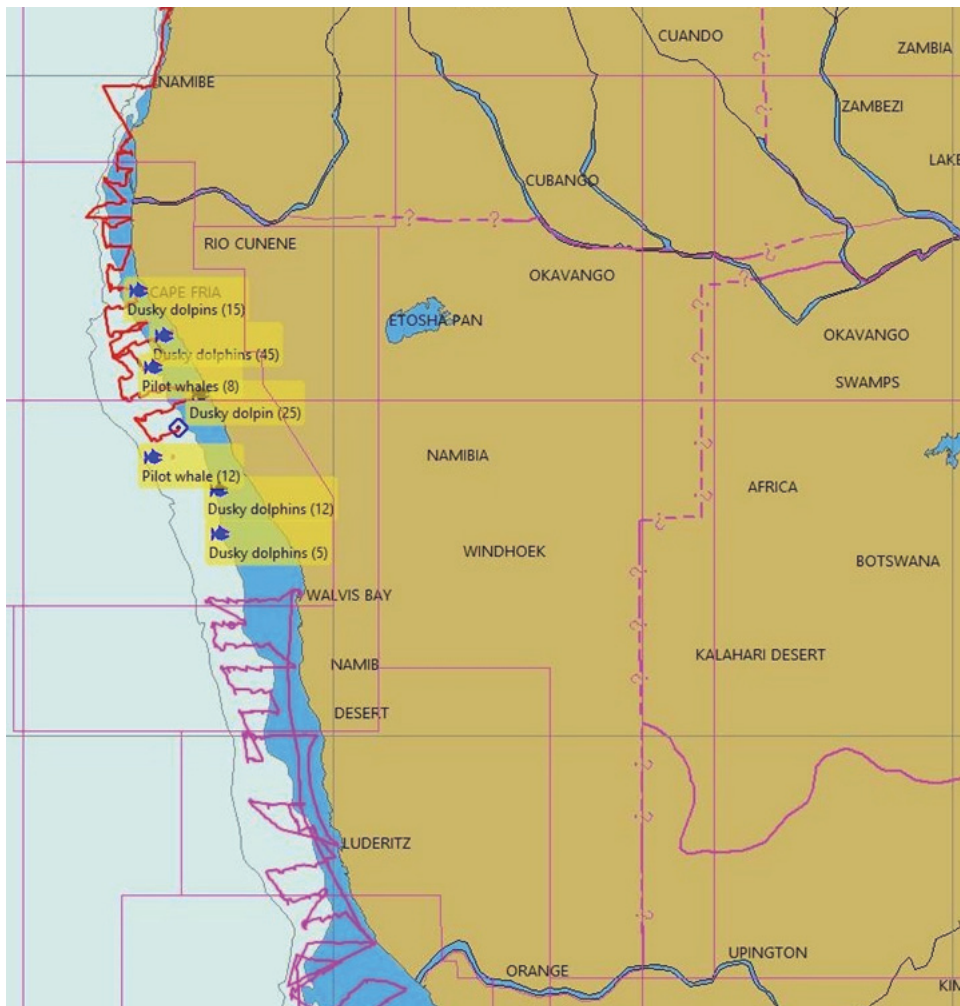 CUANDO
ZAMBIA
NAMIBE
ZAMBEZI
LAKE
CUBANGO
RIO CUNENE
OKAVANGO
CAPE FRIA
Dusky dolpins (15)
ETOSHA PAN
OKAVANGO
Dusky dolphins (45)
SWAMPS
Pilot whales (8)
Dusky dolpin (25)
NAMIBIA
Pilot whale (12)
AFRICA
Dusky dolphins (12)
WINDHOEK
Dusky dolphins (5)
BOTSWANA
WALVIS BAY
KALAHARI DESERT
NAMIB
DESERT
LUDERITZ
UPINGTON
ORANGE